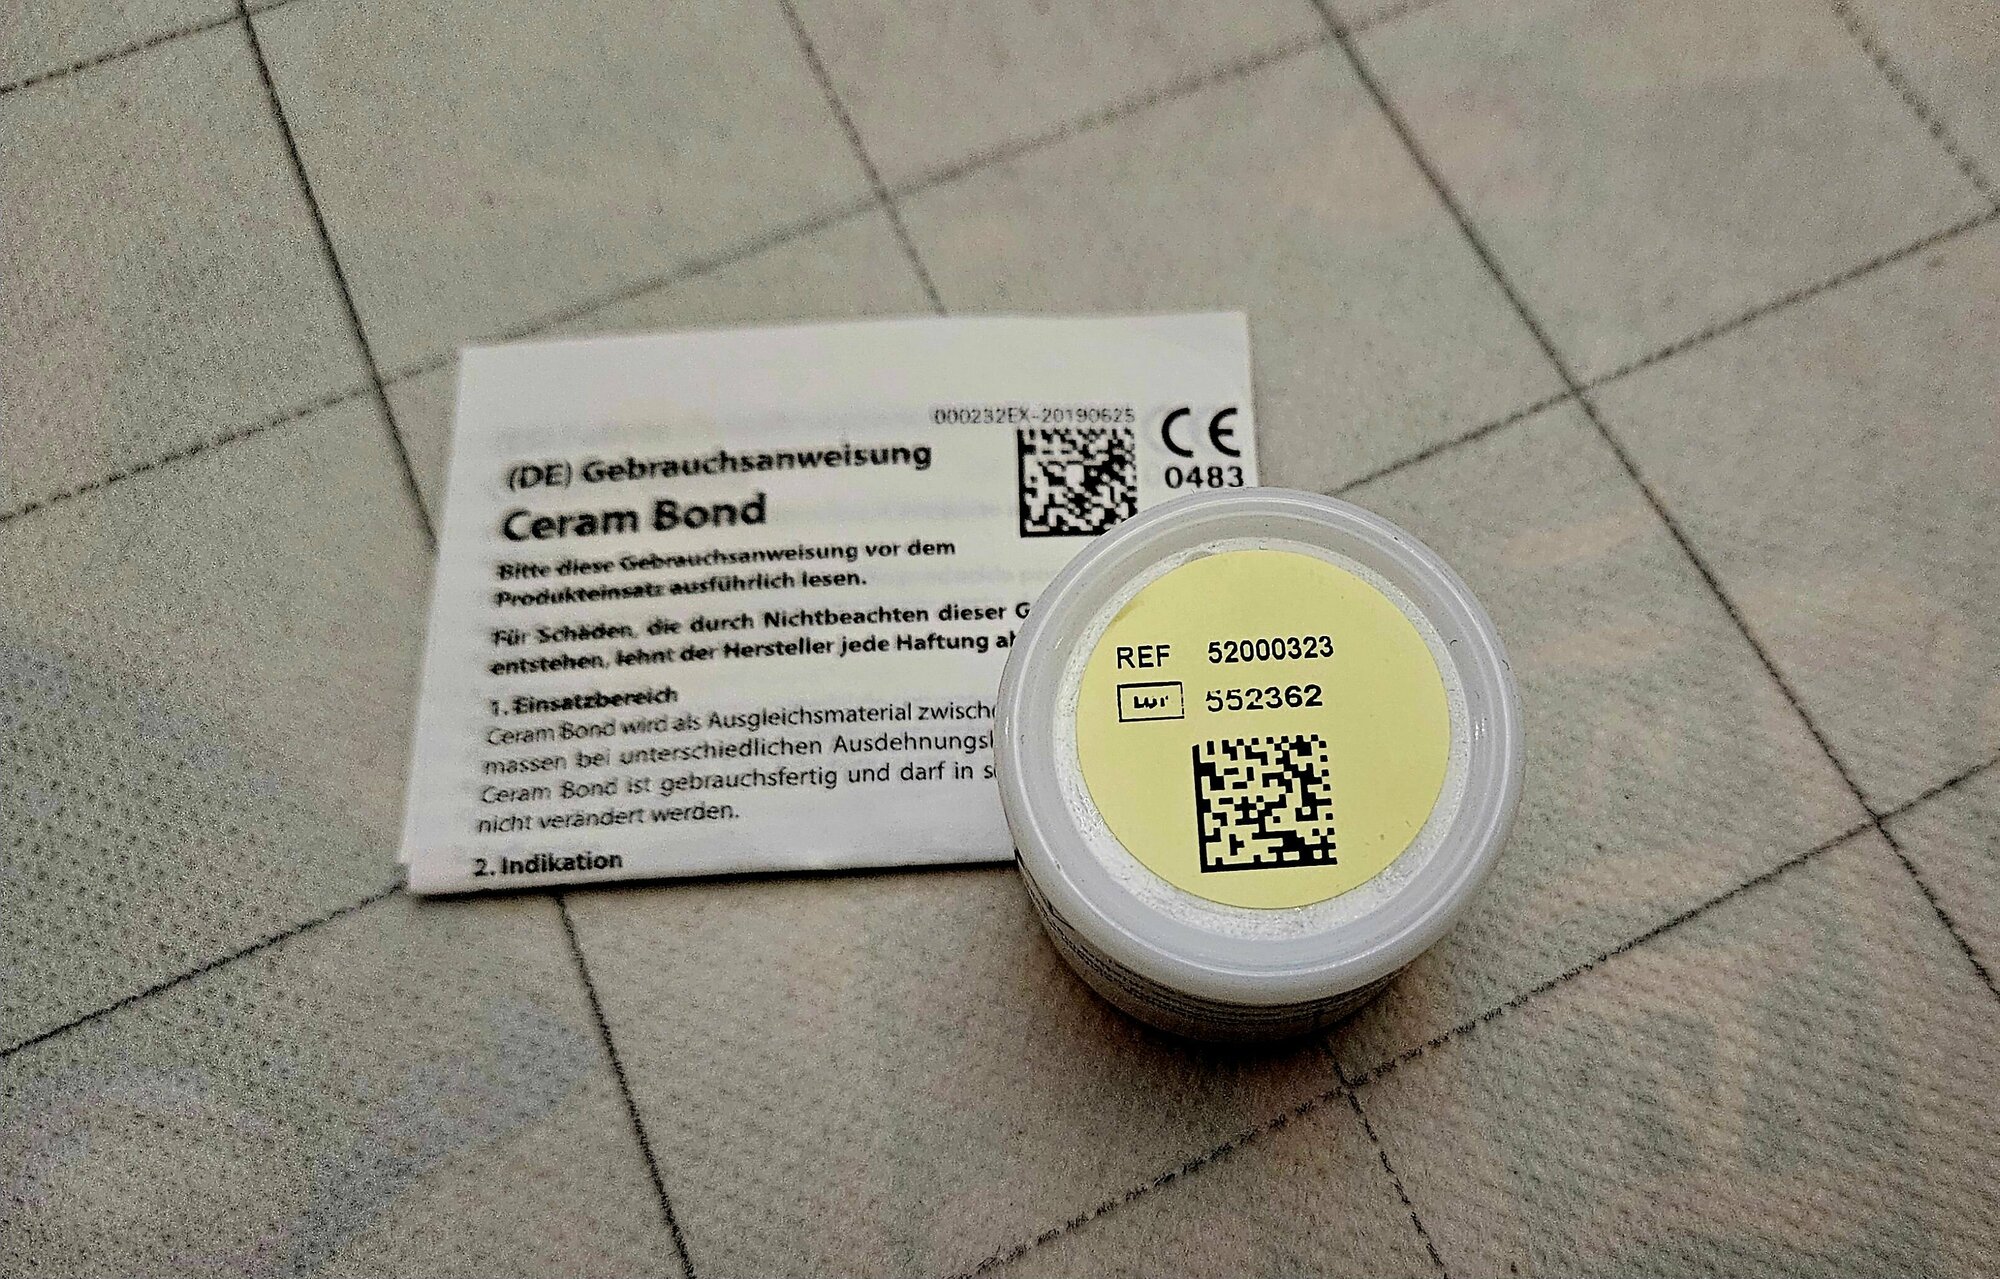 000232EX-20190625
CE
0483
(DE) Gebrauchsanweisung
Ceram Bond
Bitte diese Gebrauchsanweisung vor dem
Produkteinsatz ausführlich lesen.
Für Schäden, die durch Nichtbeachten dieser G
entstehen, lehnt der Hersteller jede Haftung
1. Einsatzbereich
Ceram Bond wird als Ausgleichsmaterial
massen bei unterschiedlichen
Ceram Bond ist gebrauchsfertig und darf in
nicht verändert werden.
2. Indikation
REF 52000323
LOT 552362